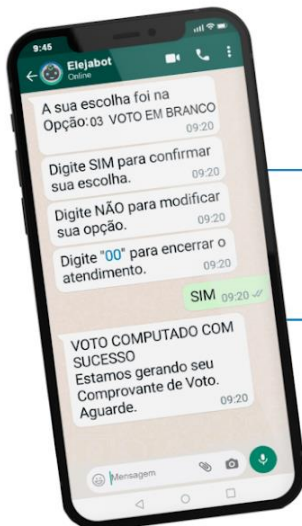 9:45
Elejabot
Online
A sua escolha foi na
Opção:03 VOTO EM BRANCO
09:20
Digite SIM para confirmar
sua escolha.
09:20
Digite NÃO para modificar
sua opção.
09:20
Digite "00" para encerrar o
atendimento.
09:20
SIM 09:20
VOTO COMPUTADO COM
SUCESSO
Estamos gerando seu
Comprovante de Voto.
Aguarde.
09:20
Mensagem